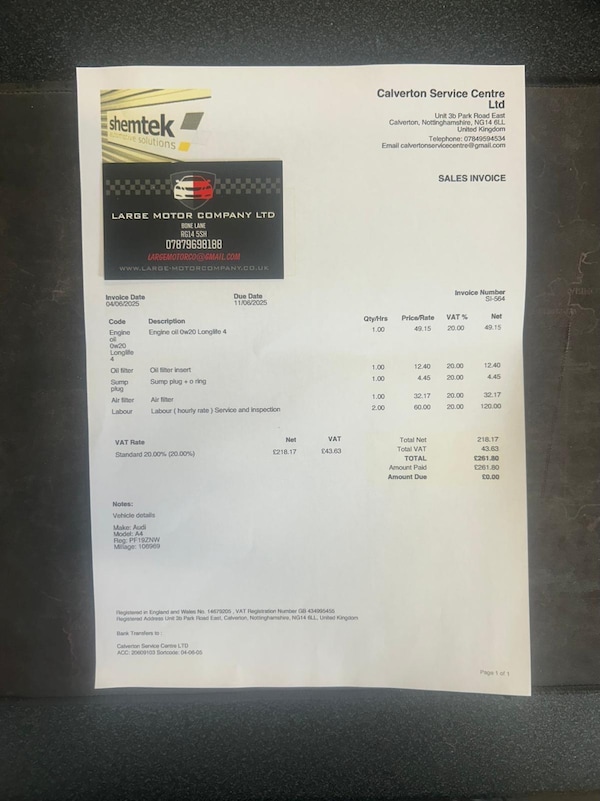 shemtek
automotive solutions
LARGE MOTOR COMPANY LTD
BONE LANE
RG14 5SH
07879698188
LARGEMOTORCO@GMAIL.COM
WWW.LARGE-MOTORCOMPANY.CO.UK
Calverton Service Centre
Ltd
Unit 3b Park Road East
Calverton, Nottinghamshire, NG14 6LL
United Kingdom
Telephone: 07849594534
Email calvertonservicecentre@gmail.com
SALES INVOICE
Invoice Date
04/06/2025
Due Date
11/06/2025
Invoice Number
SI-564
Code Description Qty/Hrs Price/Rate VAT % Net
Engine oil 0w20 Longlife 4 Engine oil 0w20 Longlife 4 1.00 49.15 20.00 49.15
Oil filter Oil filter insert 1.00 12.40 20.00 12.40
Sump plug Sump plug + o ring 1.00 4.45 20.00 4.45
Air filter Air filter 1.00 32.17 20.00 32.17
Labour Labour ( hourly rate ) Service and inspection 2.00 60.00 20.00 120.00
VAT Rate Net VAT
Standard 20.00% (20.00%) £218.17 £43.63
Total Net 218.17
Total VAT 43.63
TOTAL £261.80
Amount Paid £261.80
Amount Due £0.00
Notes:
Vehicle details
Make: Audi
Model: A4
Reg: PF19ZNW
Millage: 106969
Registered in England and Wales No. 14675205 , VAT Registration Number GB 434995455
Registered Address Unit 3b Park Road East, Calverton, Nottinghamshire, NG14 6LL, United Kingdom
Bank Transfers to :
Calverton Service Centre LTD
ACC: 20609103 Sortcode: 04-06-05
Page 1 of 1